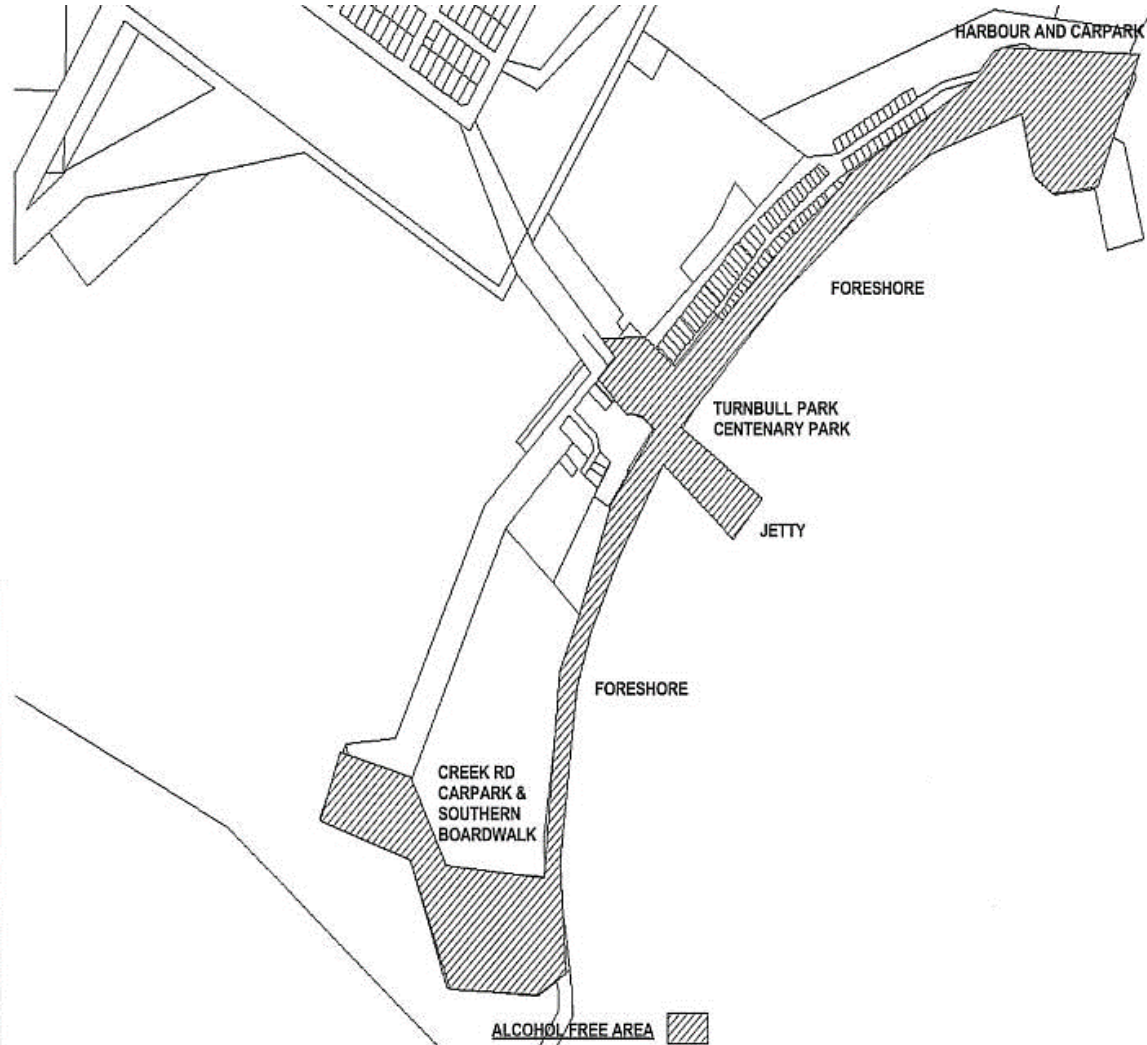 HARBOUR AND CARPARK
FORESHORE
TURNBULL PARK
CENTENARY PARK
JETTY
FORESHORE
CREEK RD
CARPARK &
SOUTHERN
BOARDWALK
ALCOHOL FREE AREA